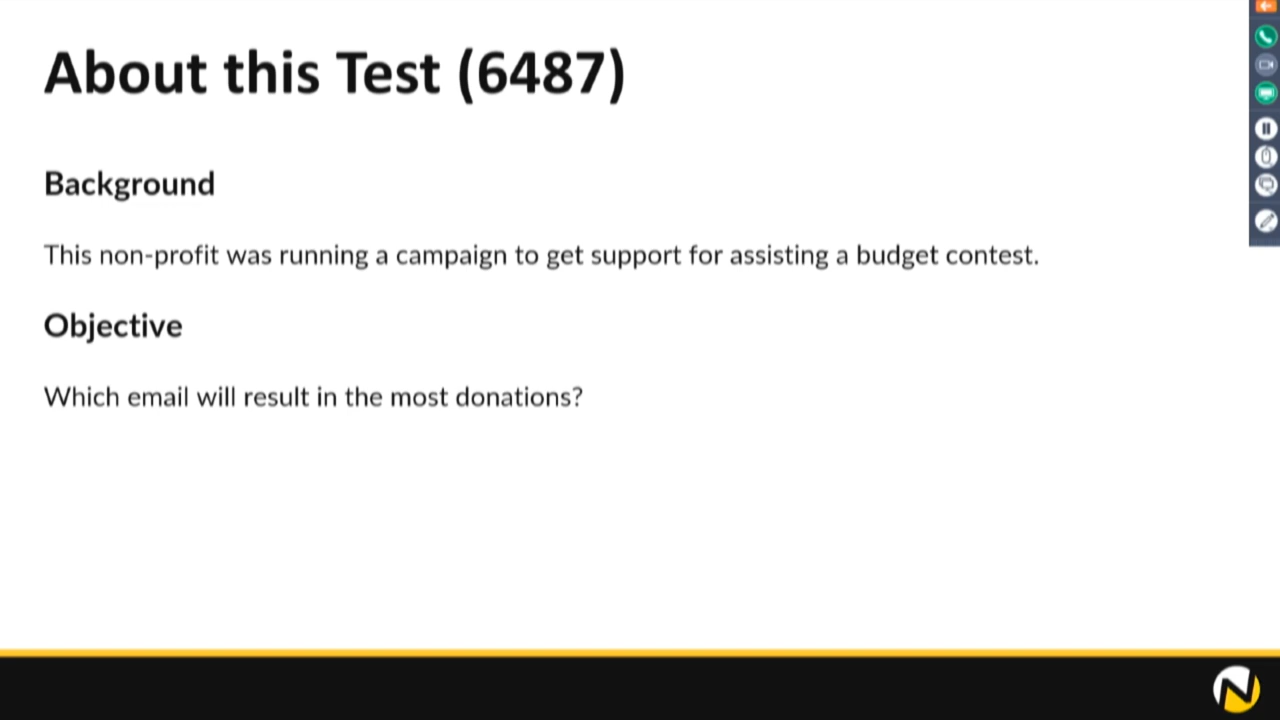 About this Test (6487)
Background
This non-profit was running a campaign to get support for assisting a budget contest.
Objective
Which email will result in the most donations?